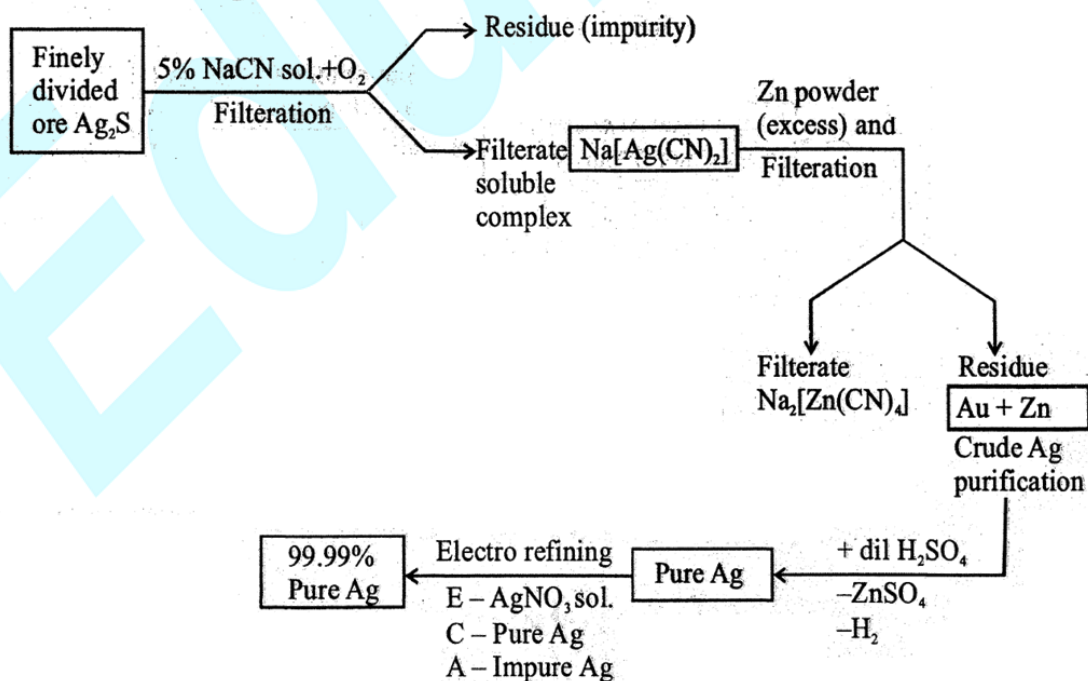 Finely
divided
ore Ag₂S
5% NaCN sol.+O₂
Filteration
Residue (impurity)
Filterate
soluble
complex
Na[Ag(CN)₂]
Zn powder
(excess) and
Filteration
Filterate
Na₂[Zn(CN)₄]
Residue
Au + Zn
Crude Ag
purification
+ dil H₂SO₄
–ZnSO₄
–H₂
Pure Ag
Electro refining
E – AgNO₃ sol.
C – Pure Ag
A – Impure Ag
99.99%
Pure Ag